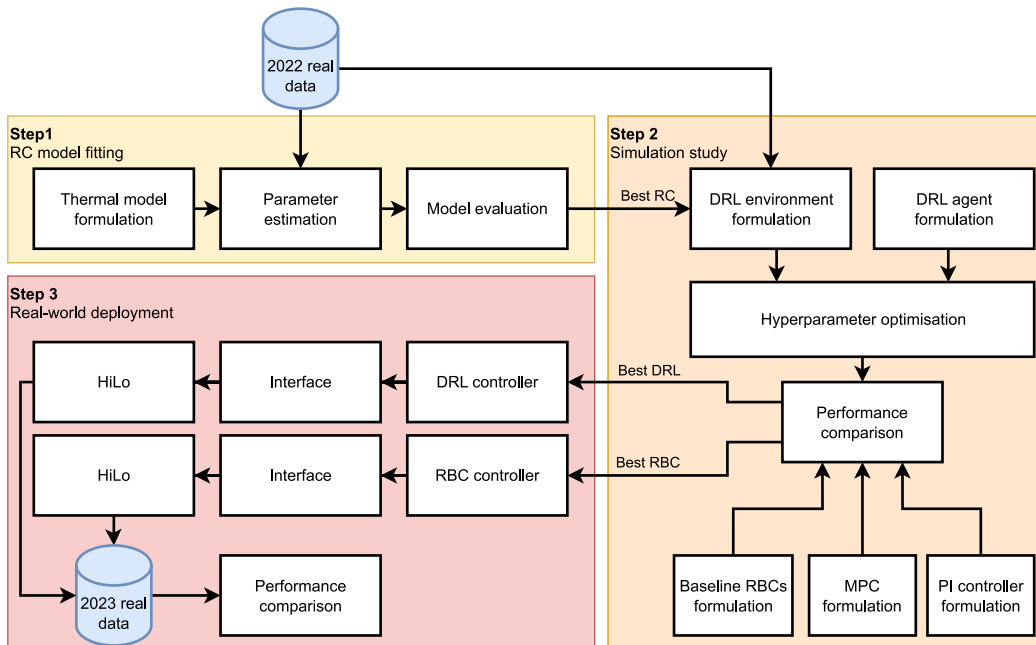 2022 real
data
Step1
RC model fitting
Thermal model
formulation
Parameter
estimation
Model evaluation
Best RC
Step 2
Simulation study
DRL environment
formulation
DRL agent
formulation
Hyperparameter optimisation
Performance
comparison
Baseline RBCs
formulation
MPC
formulation
PI controller
formulation
Best DRL
Best RBC
Step 3
Real-world deployment
HiLo
Interface
DRL controller
HiLo
Interface
RBC controller
2023 real
data
Performance
comparison